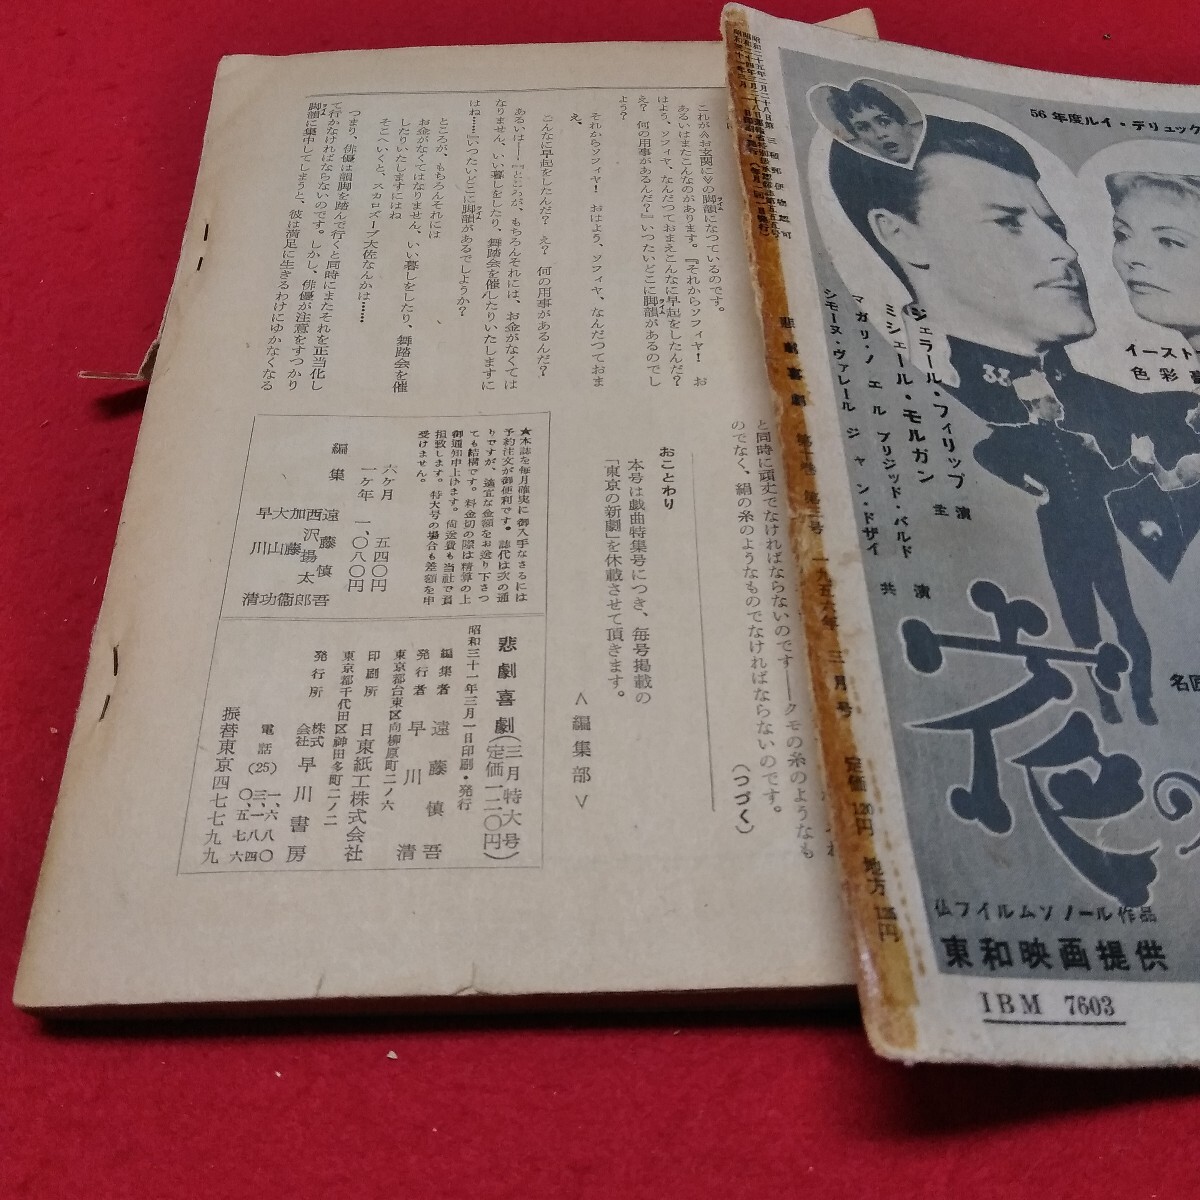 これが《お玄関に》の脚韻になつているのです。
あるいはまたこんなのがあります。『それからソフィヤ！　お
はよう、ソフィヤ、なんだつておまえこんなに早起をしたんだ？
え？　何の用事があるんだ？』いつたいどこに脚韻があるのでし
よう？
それからソフィヤ！　おはよう、ソフィヤ、なんだつておま
え、
こんなに早起をしたんだ？　え？　何の用事があるんだ？
あるいは――『ところが、もちろんそれには、お金がなくては
なりません、いい暮しをしたり、舞踏会を催したりいたしますに
はね……』いつたいどこに脚韻があるでしようか？
ところが、もちろんそれには
お金がなくてはなりません、いい暮しをしたり、舞踏会を催
したりいたしますにはね
そこへいくと、スカロズーブ大佐なんかは……
つまり、俳優は韻脚を踏んで行くと同時にまたそれを正当化し
て行かなければならないのです。しかし、俳優が注意をすつかり
脚韻に集中してしまうと、彼は満足に生きるわけにゆかなくなる
と同時に頑丈でなければならないのです――クモの糸のようなも
のでなく、絹の糸のようなものでなければならないのです。
（つづく）
おことわり
本号は戯曲特集号につき、毎号掲載の
「東京の新劇」を休載させて頂きます。
＜編集部＞
★本誌を毎月確実に御入手なさるには
予約注文が御便利です。誌代は次の通
りですが、適宜な金額をお送り下さつ
ても結構です。料金切の際は精算の上
御通知申上げます。尚送費も当社で負
担致します。特大号の場合も差額を申
受けません。
六ヶ月　五四〇円
一ヶ年　一、〇八〇円
編集
遠藤慎吾
西沢揚太郎
加藤衛
大山功
早川清
悲劇喜劇（三月特大号）（定価一二〇円）
昭和三十一年三月一日印刷・発行
編集者　遠藤慎吾
発行者　早川清
東京都台東区向柳原町二ノ六
印刷所　日東紙工株式会社
東京都千代田区神田多町二ノ二
発行所　株式会社　早川書房
電話(25)
振替東京四七七九九
悲劇喜劇　第十巻　第三号　一九五六年　三月号　定価120円　地方125円
56年度ルイ・デリュック
33
ジェラール・フィリップ
ミシェール・モルガン　主演
マガリ・ノエル　ブリジッド・バルド
シモーヌ・ヴァレール　ジャン・ドザイ　共演
イースト
色彩
名匠
花の
仏フイルムソノール作品
東和映画提供
IBM 7603